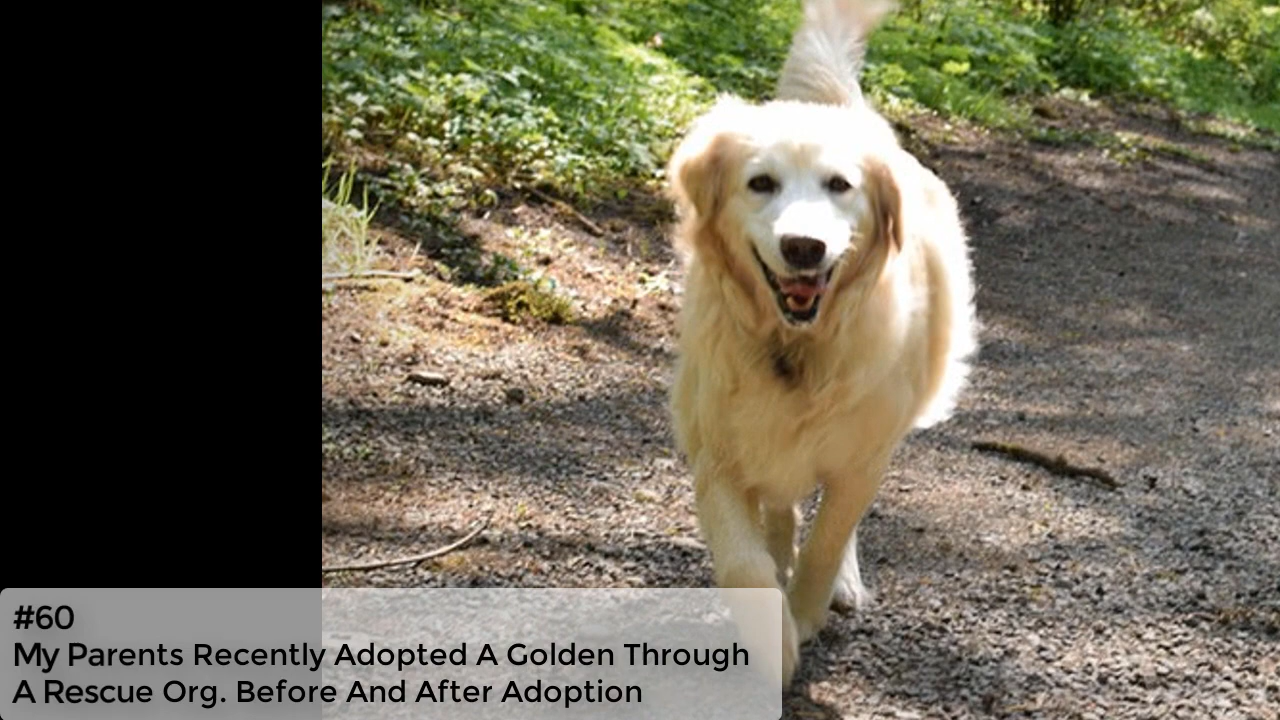 #60
My Parents Recently Adopted A Golden Through
A Rescue Org. Before And After Adoption